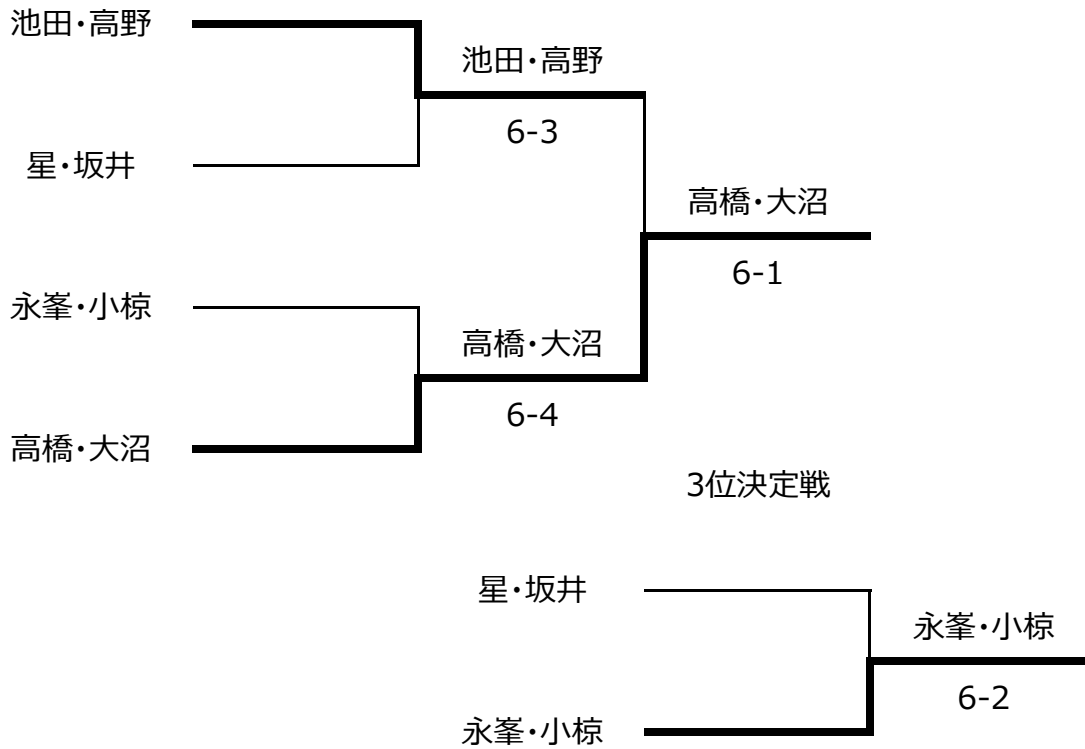 池田・高野
池田・高野
6-3
星・坂井
高橋・大沼
6-1
永峯・小椋
高橋・大沼
6-4
高橋・大沼
3位決定戦
星・坂井
永峯・小椋
6-2
永峯・小椋